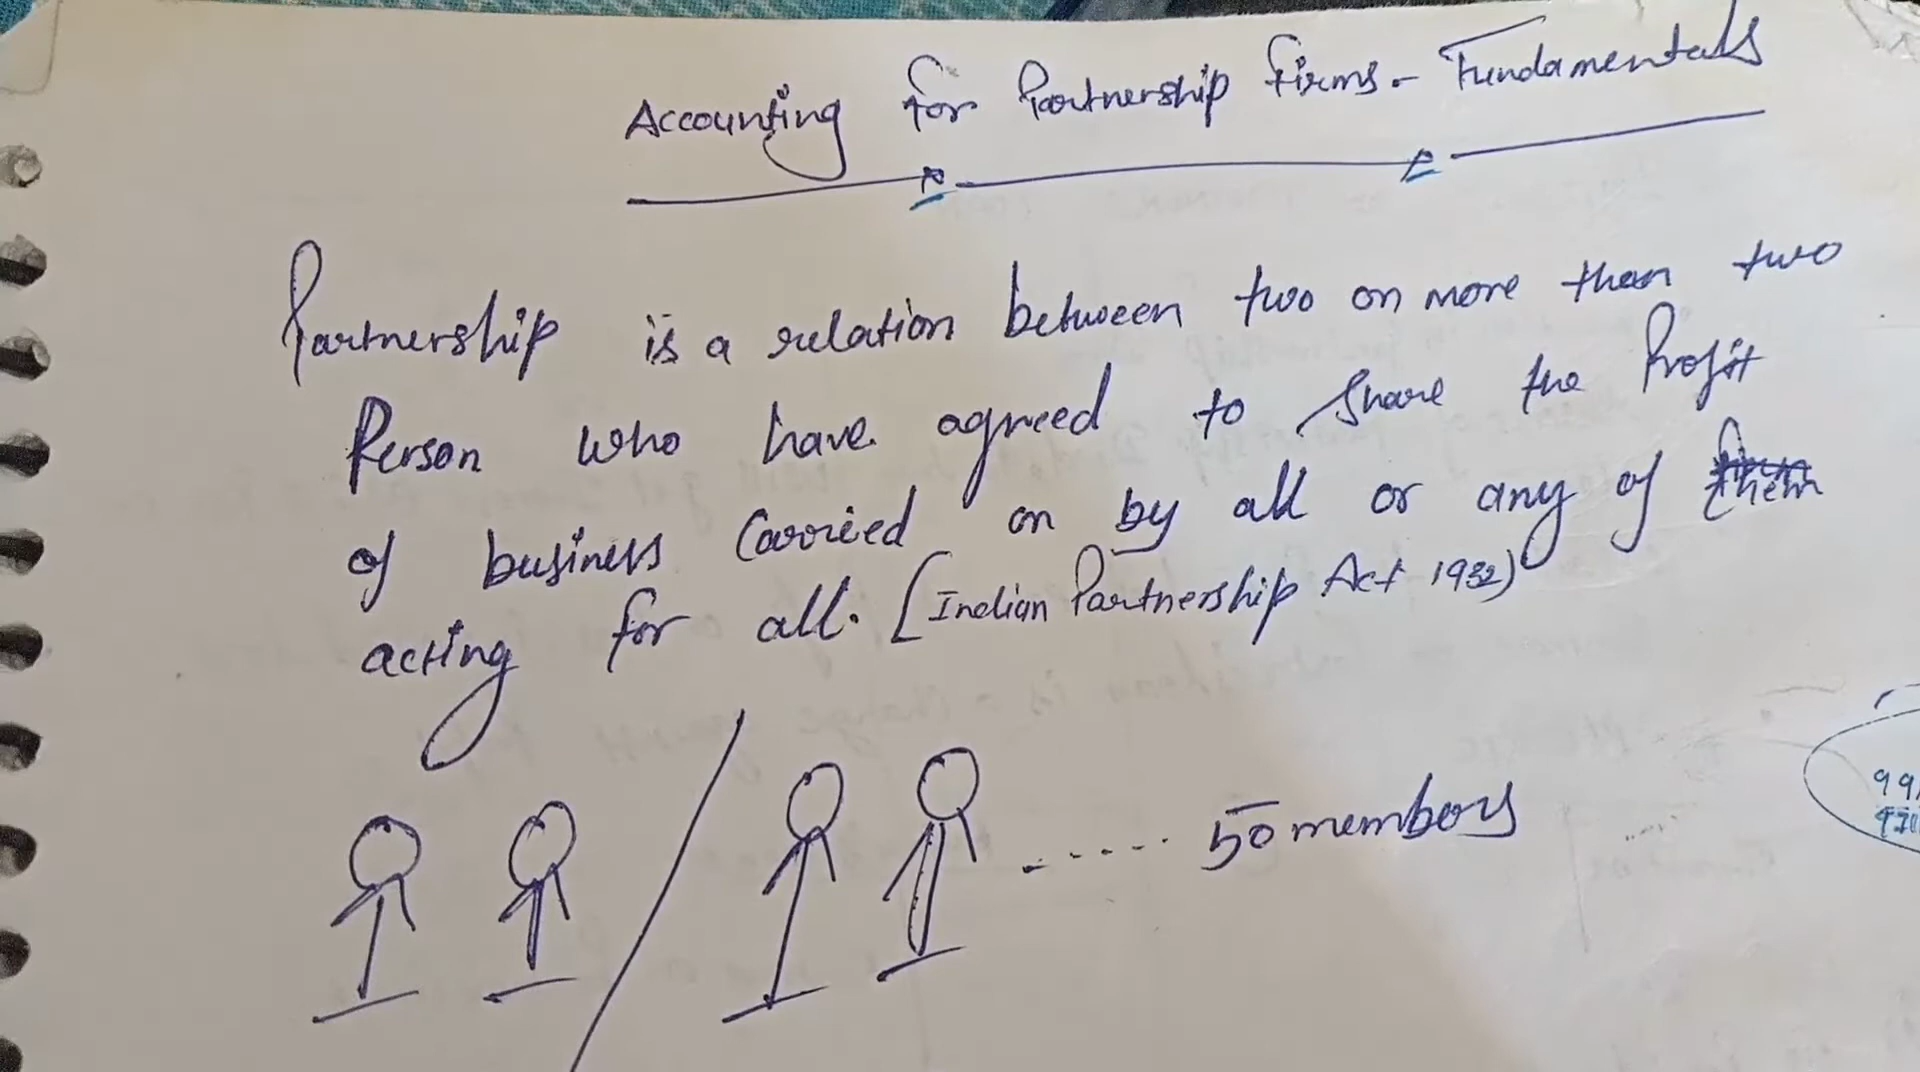 Accounting for Partnership Firms - Fundamentals
Partnership is a relation between two on more than two
Person who have agreed to share the Profit
of business Carried on by all or any of them
acting for all. [Indian Partnership Act 1932)
50 members